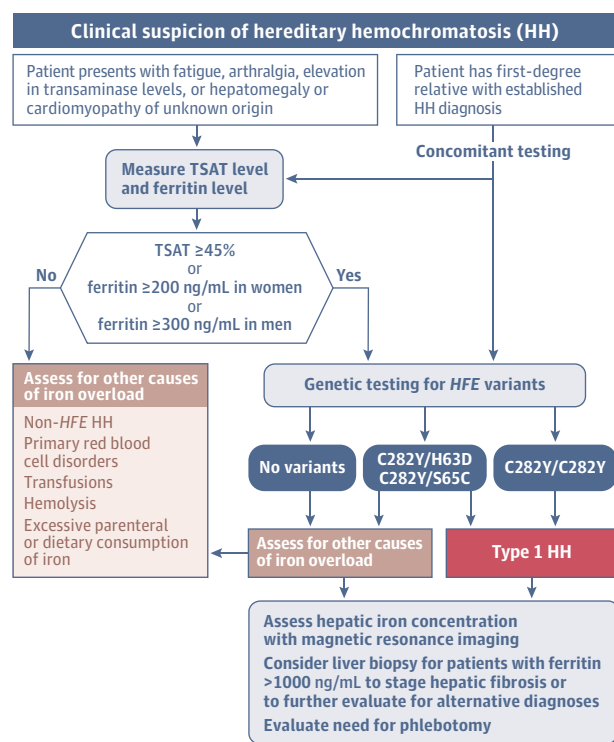 Clinical suspicion of hereditary hemochromatosis (HH)
Patient presents with fatigue, arthralgia, elevation
in transaminase levels, or hepatomegaly or
cardiomyopathy of unknown origin
Patient has first-degree
relative with established
HH diagnosis
Concomitant testing
Measure TSAT level
and ferritin level
TSAT ≥45%
or
ferritin ≥200 ng/mL in women
or
ferritin ≥300 ng/mL in men
No
Yes
Assess for other causes
of iron overload
Non-HFE HH
Primary red blood
cell disorders
Transfusions
Hemolysis
Excessive parenteral
or dietary consumption
of iron
Genetic testing for HFE variants
No variants
C282Y/H63D
C282Y/S65C
C282Y/C282Y
Assess for other causes
of iron overload
Type 1 HH
Assess hepatic iron concentration
with magnetic resonance imaging
Consider liver biopsy for patients with ferritin
>1000 ng/mL to stage hepatic fibrosis or
to further evaluate for alternative diagnoses
Evaluate need for phlebotomy